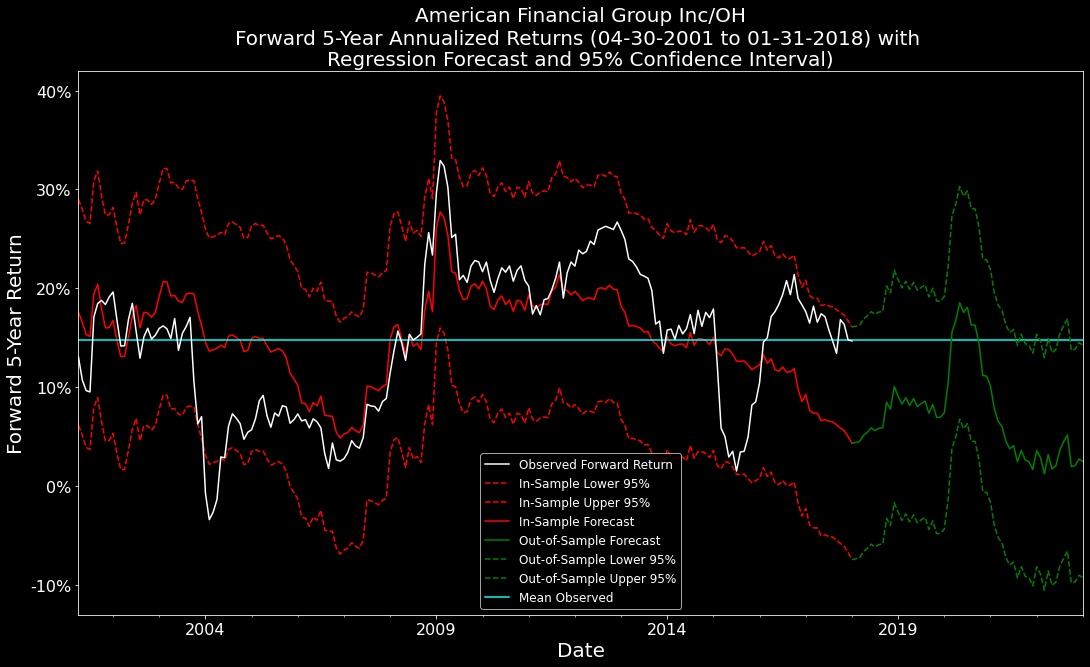 American Financial Group Inc/OH
Forward 5-Year Annualized Returns (04-30-2001 to 01-31-2018) with
Regression Forecast and 95% Confidence Interval)
Forward 5-Year Return
40%
30%
20%
10%
0%
-10%
Observed Forward Return
In-Sample Lower 95%
In-Sample Upper 95%
In-Sample Forecast
Out-of-Sample Forecast
Out-of-Sample Lower 95%
Out-of-Sample Upper 95%
Mean Observed
2004
2009
2014
2019
Date